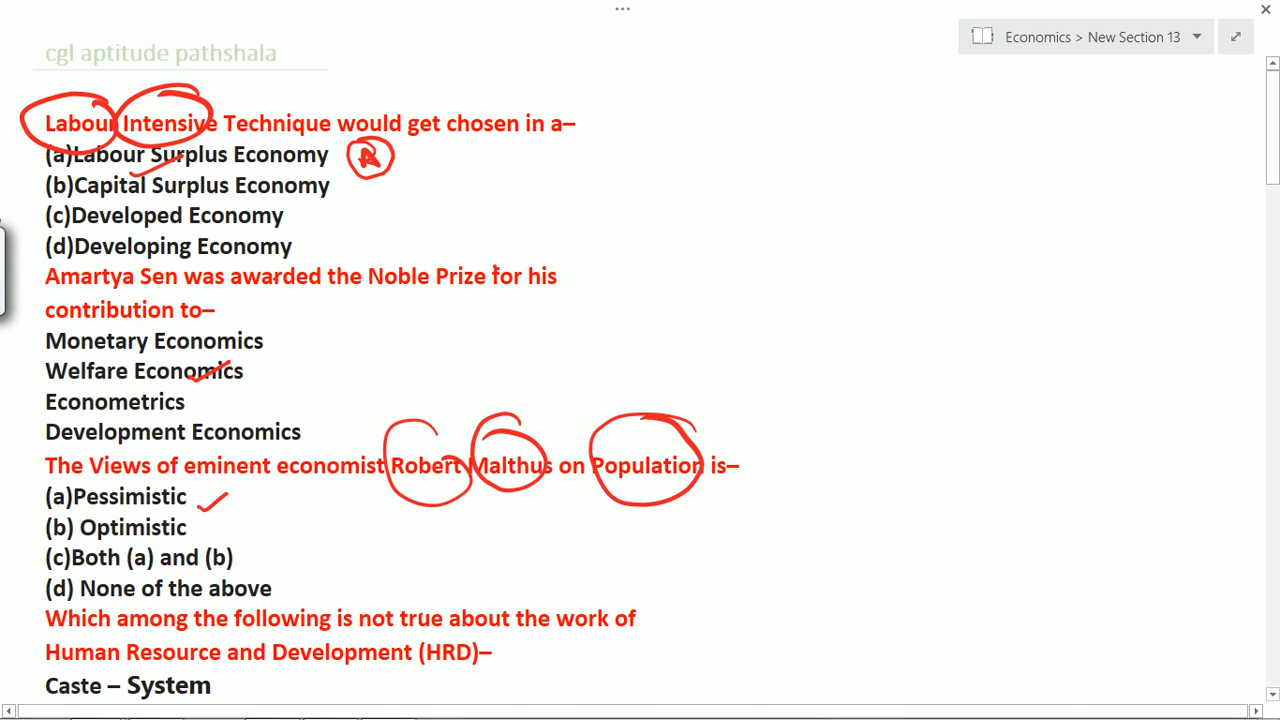 Economics > New Section 13
cgl aptitude pathshala
Labour Intensive Technique would get chosen in a–
(a)Labour Surplus Economy
(b)Capital Surplus Economy
(c)Developed Economy
(d)Developing Economy
Amartya Sen was awarded the Noble Prize for his
contribution to–
Monetary Economics
Welfare Economics
Econometrics
Development Economics
The Views of eminent economist Robert Malthus on Population is–
(a)Pessimistic
(b) Optimistic
(c)Both (a) and (b)
(d) None of the above
Which among the following is not true about the work of
Human Resource and Development (HRD)–
Caste – System